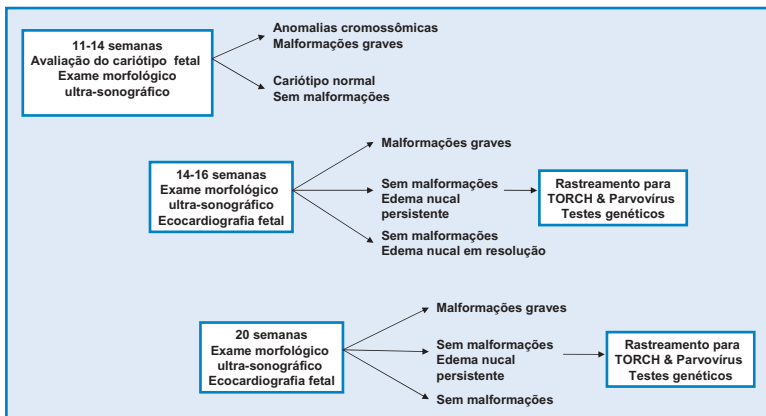 11-14 semanas
Avaliação do cariótipo fetal
Exame morfológico
ultra-sonográfico
Anomalias cromossômicas
Malformações graves
Cariótipo normal
Sem malformações
14-16 semanas
Exame morfológico
ultra-sonográfico
Ecocardiografia fetal
Malformações graves
Sem malformações
Edema nucal
persistente
Sem malformações
Edema nucal em resolução
Rastreamento para
TORCH & Parvovírus
Testes genéticos
20 semanas
Exame morfológico
ultra-sonográfico
Ecocardiografia fetal
Malformações graves
Sem malformações
Edema nucal
persistente
Sem malformações
Rastreamento para
TORCH & Parvovírus
Testes genéticos